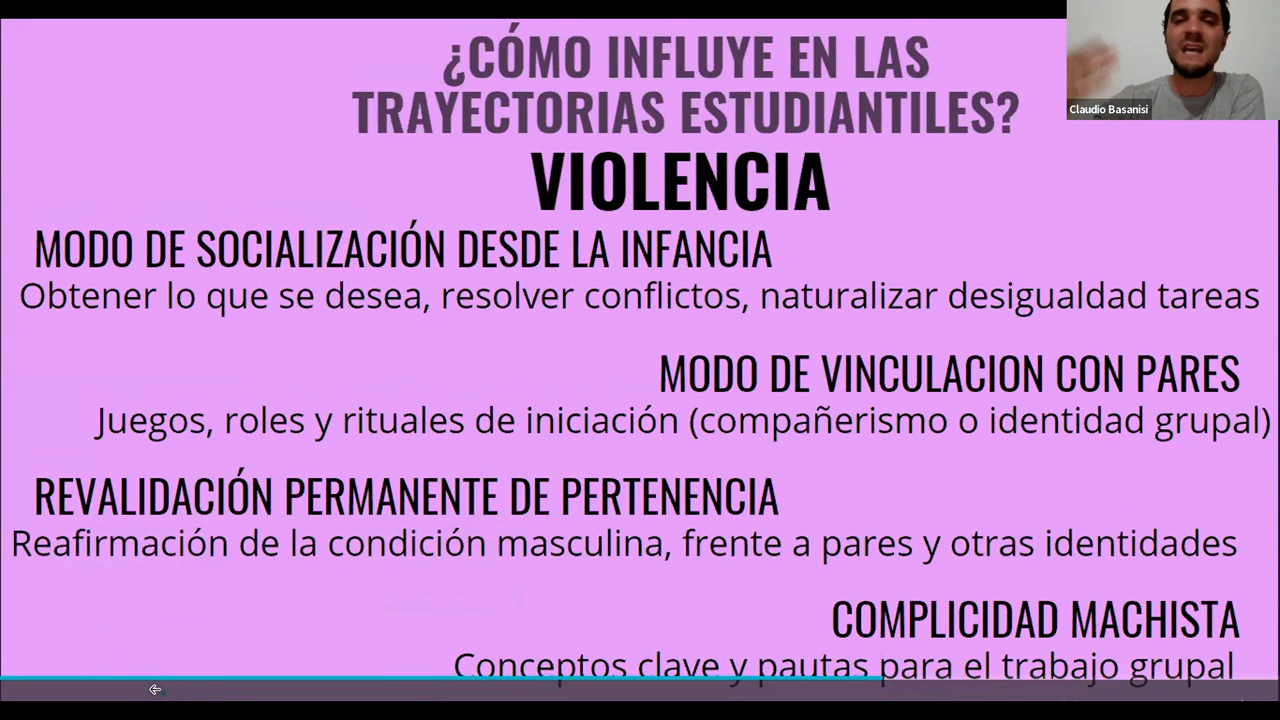 ¿CÓMO INFLUYE EN LAS
TRAYECTORIAS ESTUDIANTILES?
VIOLENCIA
Claudio Basanisi
MODO DE SOCIALIZACIÓN DESDE LA INFANCIA
Obtener lo que se desea, resolver conflictos, naturalizar desigualdad tareas
MODO DE VINCULACION CON PARES
Juegos, roles y rituales de iniciación (compañerismo o identidad grupal)
REVALIDACIÓN PERMANENTE DE PERTENENCIA
Reafirmación de la condición masculina, frente a pares y otras identidades
COMPLICIDAD MACHISTA
Conceptos clave y pautas para el trabajo grupal